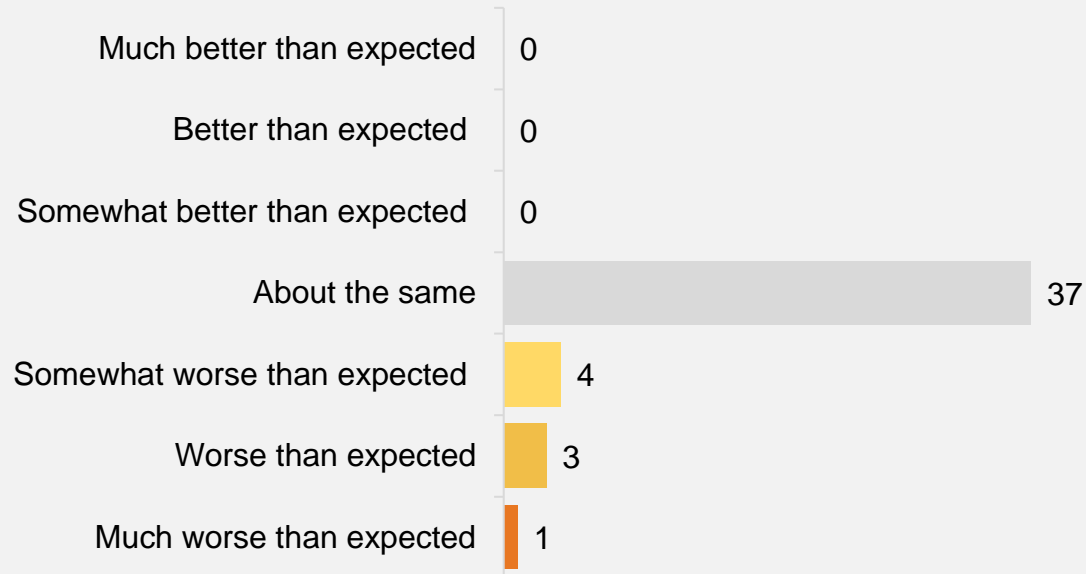 Much better than expected 0
Better than expected 0
Somewhat better than expected 0
About the same 37
Somewhat worse than expected 4
Worse than expected 3
Much worse than expected 1